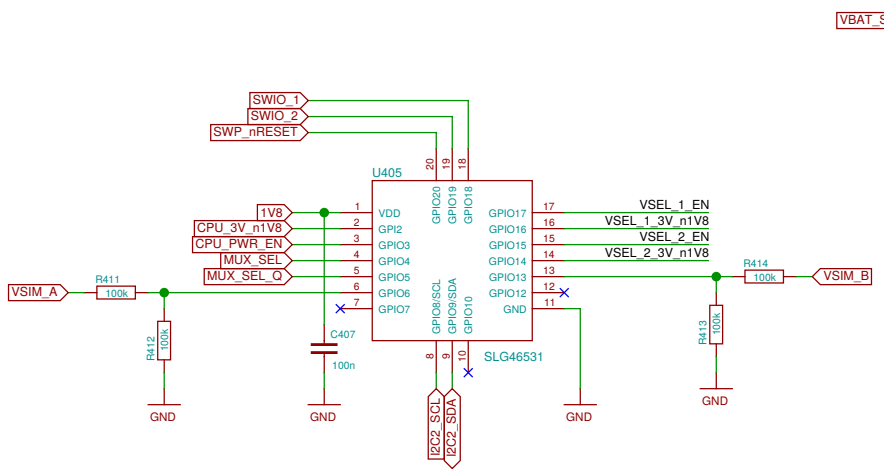 VBAT_S
SWIO_1
SWIO_2
SWP_nRESET
20
19
18
U405
GPIO20
GPIO19
GPIO18
1V8
1
VDD
GPIO17
17
VSEL_1_EN
CPU_3V_n1V8
2
GPI2
GPIO16
16
VSEL_1_3V_n1V8
CPU_PWR_EN
3
GPIO3
GPIO15
15
VSEL_2_EN
MUX_SEL
4
GPIO4
GPIO14
14
VSEL_2_3V_n1V8
MUX_SEL_Q
5
GPIO5
GPIO13
13
R414
100k
VSIM_B
VSIM_A
R411
100k
6
GPIO6
GPIO12
12
7
GPIO7
GND
11
GPIO8/SCL
GPIO9/SDA
GPIO10
R412
100k
C407
100n
R413
100k
8
9
10
SLG46531
I2C2_SCL
I2C2_SDA
GND
GND
GND
GND